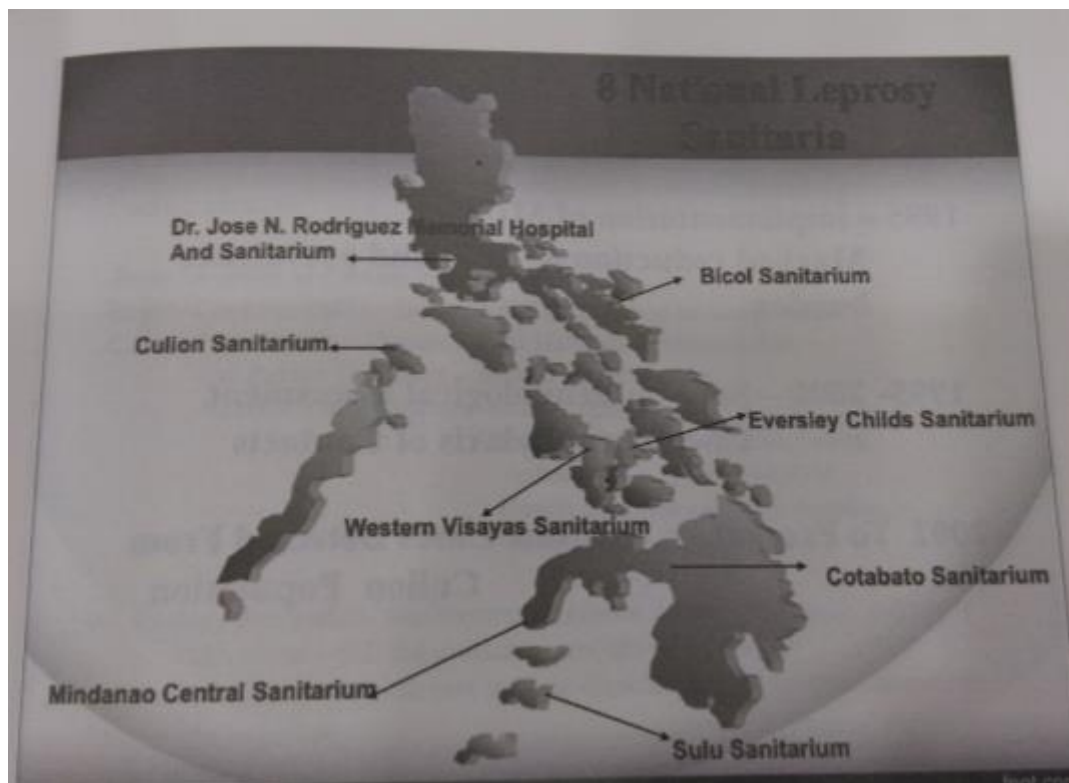 8 National Leprosy
Sanitaria
Dr. Jose N. Rodriguez Memorial Hospital
And Sanitarium
Bicol Sanitarium
Culion Sanitarium
Eversley Childs Sanitarium
Western Visayas Sanitarium
Cotabato Sanitarium
Mindanao Central Sanitarium
Sulu Sanitarium